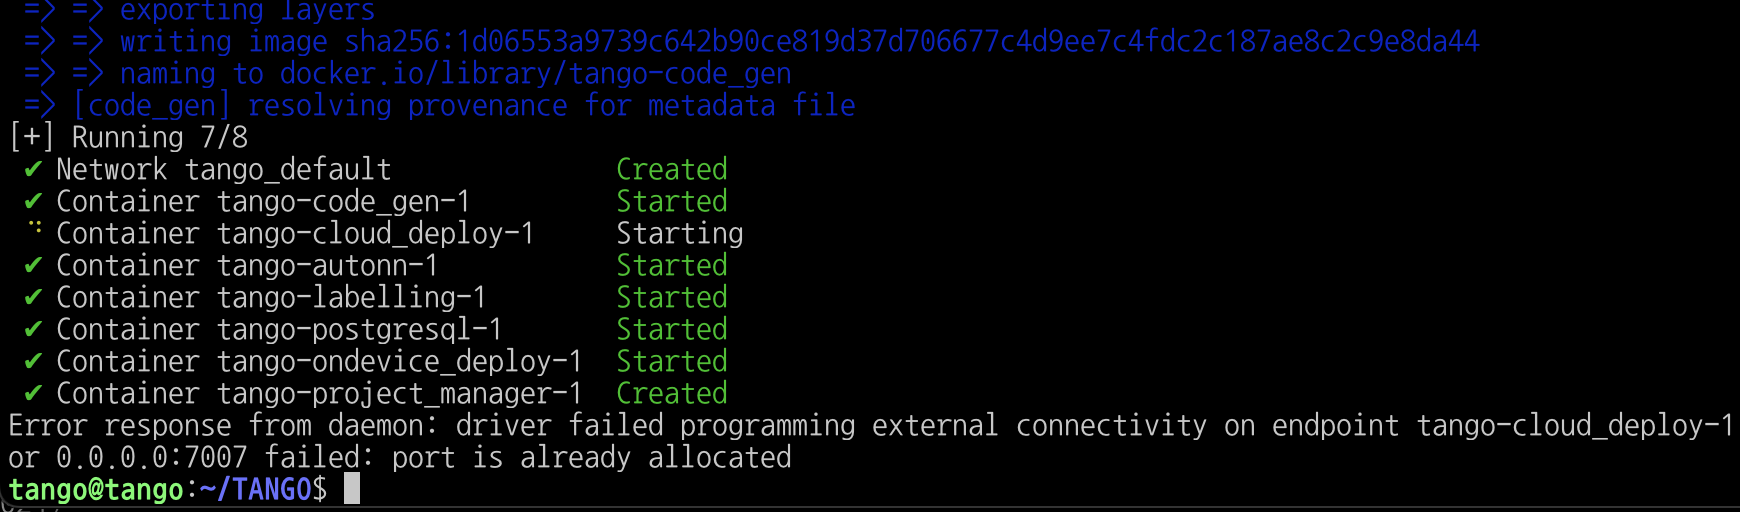 => => exporting layers
=> => writing image sha256:1d06553a9739c642b90ce819d37d706677c4d9ee7c4fdc2c187ae8c2c9e8da44
=> => naming to docker.io/library/tango-code_gen
=> [code_gen] resolving provenance for metadata file
[+] Running 7/8
✔ Network tango_default Created
✔ Container tango-code_gen-1 Started
Container tango-cloud_deploy-1 Starting
✔ Container tango-autonn-1 Started
✔ Container tango-labelling-1 Started
✔ Container tango-postgresql-1 Started
✔ Container tango-ondevice_deploy-1 Started
✔ Container tango-project_manager-1 Created
Error response from daemon: driver failed programming external connectivity on endpoint tango-cloud_deploy-1
or 0.0.0.0:7007 failed: port is already allocated
tango@tango:~/TANGO$